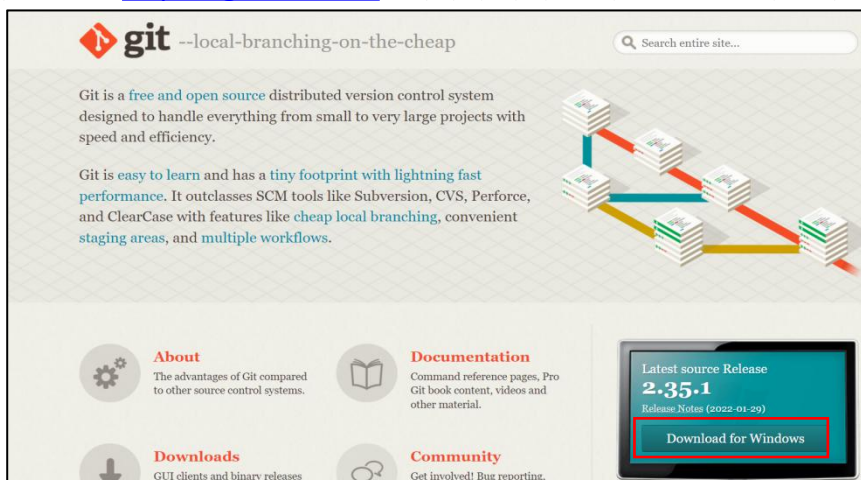 git --local-branching-on-the-cheap
Search entire site...
Git is a free and open source distributed version control system
designed to handle everything from small to very large projects with
speed and efficiency.
Git is easy to learn and has a tiny footprint with lightning fast
performance. It outclasses SCM tools like Subversion, CVS, Perforce,
and ClearCase with features like cheap local branching, convenient
staging areas, and multiple workflows.
About
The advantages of Git compared
to other source control systems.
Documentation
Command reference pages, Pro
Git book content, videos and
other material.
Latest source Release
2.35.1
Release Notes (2022-01-29)
Download for Windows
Downloads
GUI clients and binary releases
Community
Get involved! Bug reporting,